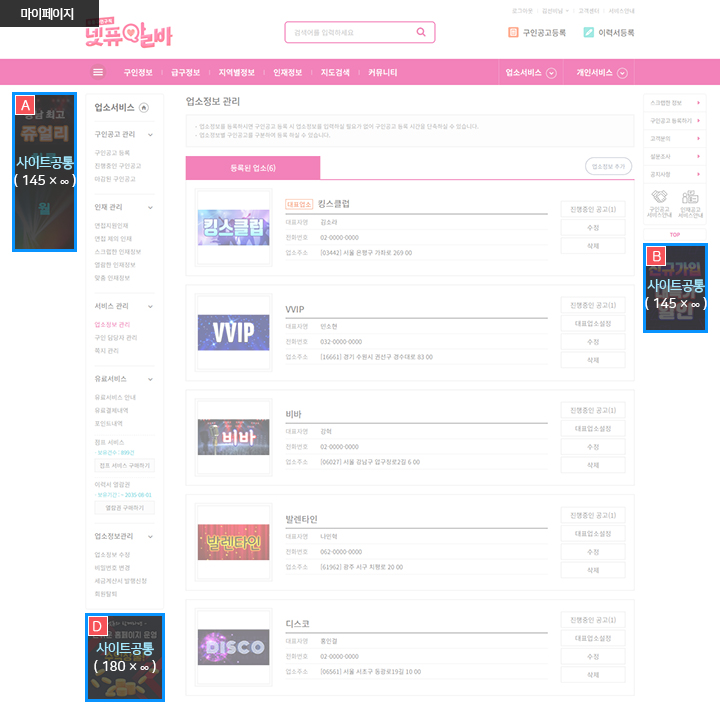 마이페이지
로그아웃
고객센터
서비스안내
넷퓨알바
검색어를 입력하세요
구인공고등록
이력서등록
구인정보
급구정보
지역별정보
인재정보
지도검색
커뮤니티
업소서비스
개인서비스
A
쥬얼리
사이트공통
( 145 × ∞ )
월
업소서비스
구인공고 관리
구인공고 등록
진행중인 구인공고
마감된 구인공고
인재 관리
면접지원인재
면접 제의 인재
스크랩한 인재정보
열람한 인재정보
맞춤 인재정보
서비스 관리
업소정보 관리
구인 담당자 관리
쪽지 관리
유료서비스
유료서비스 안내
유료결제내역
포인트내역
점프 서비스
점프 서비스 구매하기
이력서 열람권
열람권 구매하기
업소정보관리
업소정보 수정
비밀번호 변경
세금계산서 발행신청
회원탈퇴
D
사이트공통
( 180 × ∞ )
업소정보 관리
- 업소정보를 등록하시면 구인공고 등록 시 업소정보를 입력하실 필요가 없어 구인공고 등록 시간을 단축하실 수 있습니다.
- 업소정보별 구인공고를 구분하여 등록 하실 수 있습니다.
등록된 업소(6)
업소정보 추가
킹스클럽
대표업소 킹스클럽
대표자명 김소라
전화번호 02-0000-0000
업소주소 [03442] 서울 은평구 가좌로 269 00
진행중인 공고(1)
수정
삭제
VVIP
VVIP
대표자명 안소현
전화번호 032-0000-0000
업소주소 [16661] 경기 수원시 권선구 경수대로 83 00
진행중인 공고(1)
대표업소설정
수정
삭제
비바
비바
대표자명 김혁
전화번호 02-0000-0000
업소주소 [06027] 서울 강남구 압구정로2길 6 00
진행중인 공고(1)
대표업소설정
수정
삭제
발렌타인
발렌타인
대표자명 나민혁
전화번호 062-0000-0000
업소주소 [61962] 광주 서구 치평로 20 00
진행중인 공고(1)
대표업소설정
수정
삭제
DISCO
디스코
대표자명 홍민결
전화번호 02-0000-0000
업소주소 [06561] 서울 서초구 동광로19길 10 00
진행중인 공고(1)
대표업소설정
수정
삭제
스크랩한 정보
구인공고 등록하기
고객문의
설문조사
공지사항
구인공고
서비스안내
인재공고
서비스안내
TOP
B
신규가입
사이트공통
( 145 × ∞ )
할인